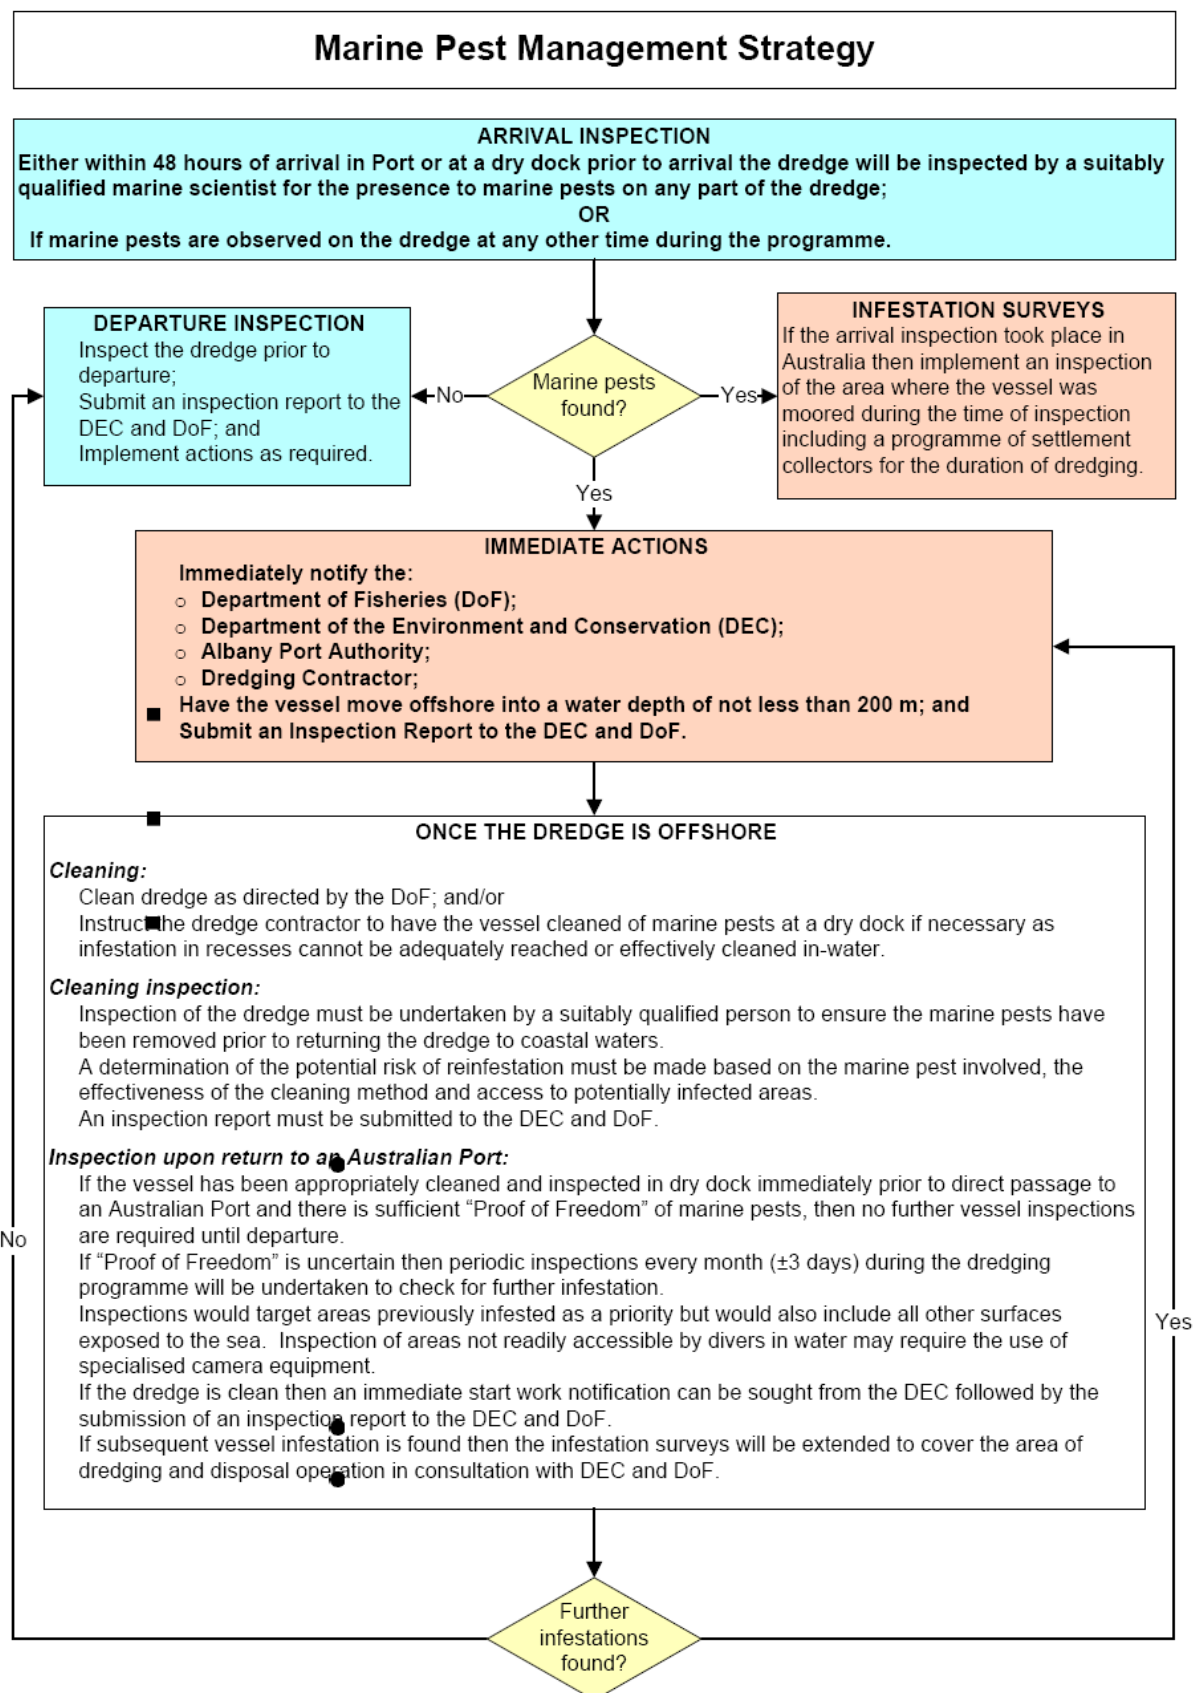 Marine Pest Management Strategy
ARRIVAL INSPECTION
Either within 48 hours of arrival in Port or at a dry dock prior to arrival the dredge will be inspected by a suitably
qualified marine scientist for the presence to marine pests on any part of the dredge;
OR
If marine pests are observed on the dredge at any other time during the programme.
DEPARTURE INSPECTION
Inspect the dredge prior to
departure;
Submit an inspection report to the
DEC and DoF; and
Implement actions as required.
No
Marine pests
found?
Yes
INFESTATION SURVEYS
If the arrival inspection took place in
Australia then implement an inspection
of the area where the vessel was
moored during the time of inspection
including a programme of settlement
collectors for the duration of dredging.
Yes
IMMEDIATE ACTIONS
Immediately notify the:
o Department of Fisheries (DoF);
o Department of the Environment and Conservation (DEC);
o Albany Port Authority;
o Dredging Contractor;
Have the vessel move offshore into a water depth of not less than 200 m; and
Submit an Inspection Report to the DEC and DoF.
ONCE THE DREDGE IS OFFSHORE
Cleaning:
Clean dredge as directed by the DoF; and/or
Instruct the dredge contractor to have the vessel cleaned of marine pests at a dry dock if necessary as
infestation in recesses cannot be adequately reached or effectively cleaned in-water.
Cleaning inspection:
Inspection of the dredge must be undertaken by a suitably qualified person to ensure the marine pests have
been removed prior to returning the dredge to coastal waters.
A determination of the potential risk of reinfestation must be made based on the marine pest involved, the
effectiveness of the cleaning method and access to potentially infected areas.
An inspection report must be submitted to the DEC and DoF.
Inspection upon return to an Australian Port:
If the vessel has been appropriately cleaned and inspected in dry dock immediately prior to direct passage to
an Australian Port and there is sufficient “Proof of Freedom” of marine pests, then no further vessel inspections
are required until departure.
If “Proof of Freedom” is uncertain then periodic inspections every month (±3 days) during the dredging
programme will be undertaken to check for further infestation.
Inspections would target areas previously infested as a priority but would also include all other surfaces
exposed to the sea. Inspection of areas not readily accessible by divers in water may require the use of
specialised camera equipment.
If the dredge is clean then an immediate start work notification can be sought from the DEC followed by the
submission of an inspection report to the DEC and DoF.
If subsequent vessel infestation is found then the infestation surveys will be extended to cover the area of
dredging and disposal operation in consultation with DEC and DoF.
No
Yes
Further
infestations
found?